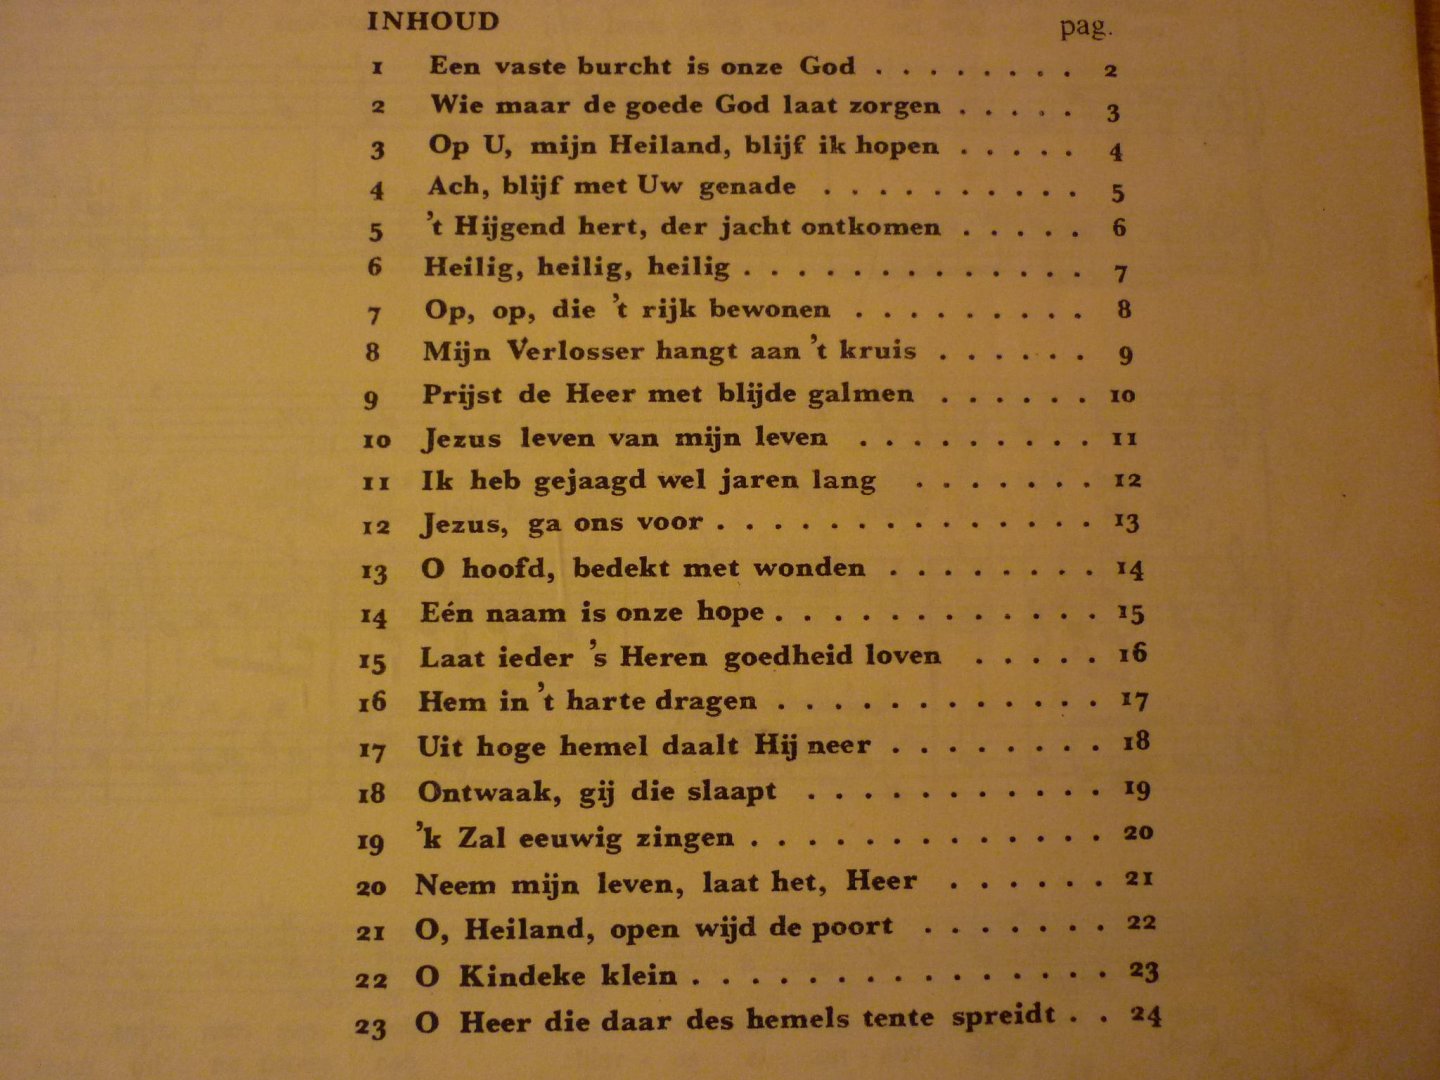 INHOUD pag.
1 Een vaste burcht is onze God . . . . . . . . 2
2 Wie maar de goede God laat zorgen . . . . . 3
3 Op U, mijn Heiland, blijf ik hopen . . . . . 4
4 Ach, blijf met Uw genade . . . . . . . . . . 5
5 't Hijgend hert, der jacht ontkomen . . . . . 6
6 Heilig, heilig, heilig . . . . . . . . . . . . . 7
7 Op, op, die 't rijk bewonen . . . . . . . . . 8
8 Mijn Verlosser hangt aan 't kruis . . . . . . 9
9 Prijst de Heer met blijde galmen . . . . . . 10
10 Jezus leven van mijn leven . . . . . . . . . 11
11 Ik heb gejaagd wel jaren lang . . . . . . . 12
12 Jezus, ga ons voor . . . . . . . . . . . . . . 13
13 O hoofd, bedekt met wonden . . . . . . . . 14
14 Eén naam is onze hope . . . . . . . . . . . . 15
15 Laat ieder 's Heren goedheid loven . . . . . 16
16 Hem in 't harte dragen . . . . . . . . . . . . 17
17 Uit hoge hemel daalt Hij neer . . . . . . . . 18
18 Ontwaak, gij die slaapt . . . . . . . . . . . 19
19 'k Zal eeuwig zingen . . . . . . . . . . . . . 20
20 Neem mijn leven, laat het, Heer . . . . . . 21
21 O, Heiland, open wijd de poort . . . . . . . 22
22 O Kindeke klein . . . . . . . . . . . . . . . 23
23 O Heer die daar des hemels tente spreidt . . 24